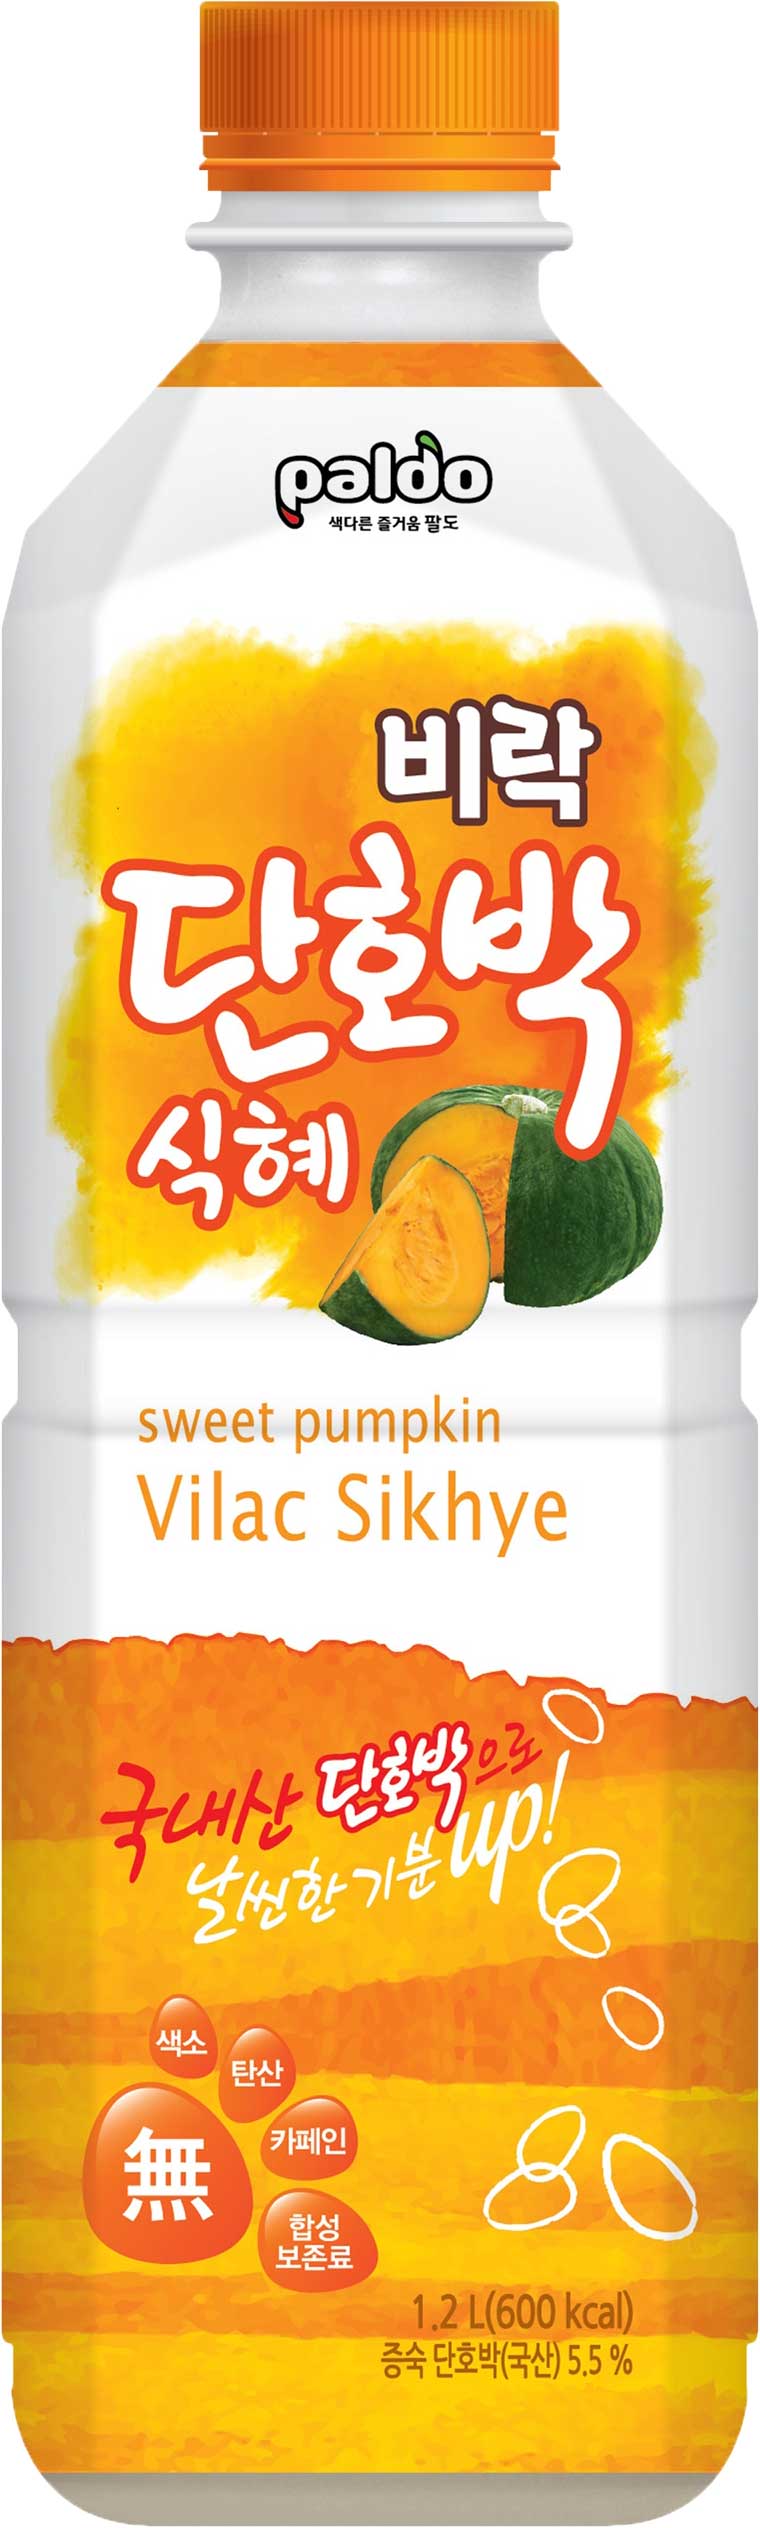 paldo
색다른 즐거움 팔도
비락
단호박
식혜
sweet pumpkin
Vilac Sikhye
국내산 단호박으로
날씬한 기분 up!
색소
탄산
無
카페인
합성
보존료
1.2 L(600 kcal)
증숙 단호박(국산) 5.5 %